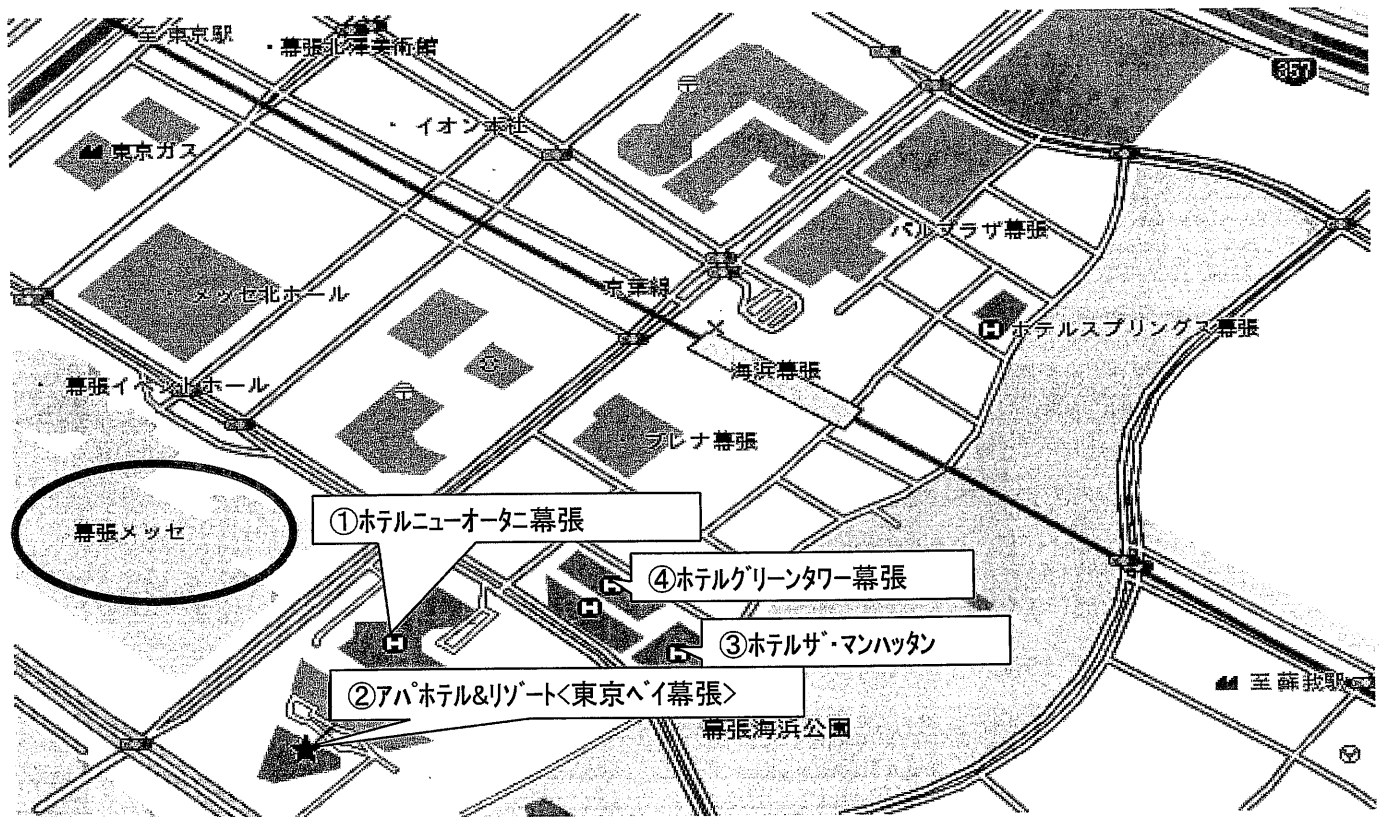 至 東京駅
・幕張北洋美術館
357
・イオン本社
東京ガス
パルプラザ幕張
メッセ北ホール
京葉線
ホテルスプリングス幕張
海浜幕張
幕張イベントホール
プレナ幕張
幕張メッセ
①ホテルニューオータニ幕張
④ホテルグリーンタワー幕張
③ホテルザ・マンハッタン
②アパホテル&リゾート<東京ベイ幕張>
至 蘇我駅
幕張海浜公園